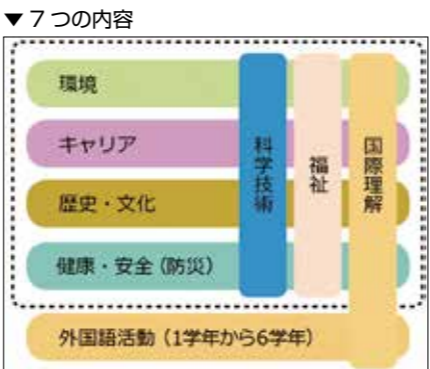 ▼７つの内容
環境
キャリア
歴史・文化
健康・安全（防災）
科学技術
福祉
国際理解
外国語活動（1学年から6学年）